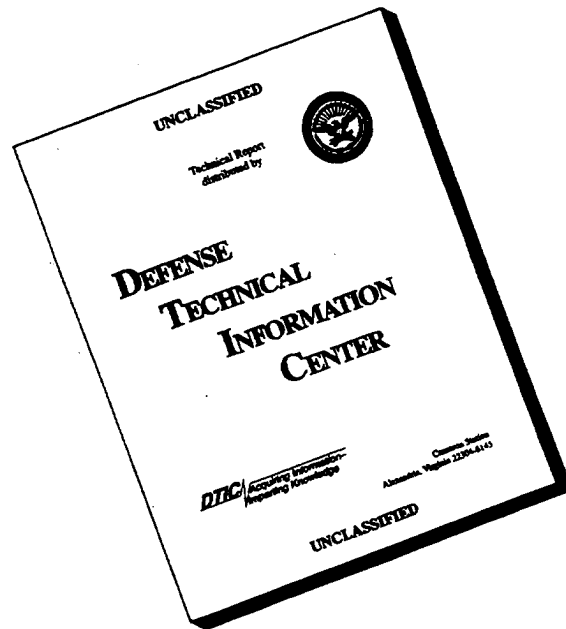 UNCLASSIFIED
Technical Report
distributed by
DEFENSE
TECHNICAL
INFORMATION
CENTER
DTIC
Acquiring Information-
Imparting Knowledge
Cameron Station
Alexandria, Virginia 22304-6145
UNCLASSIFIED